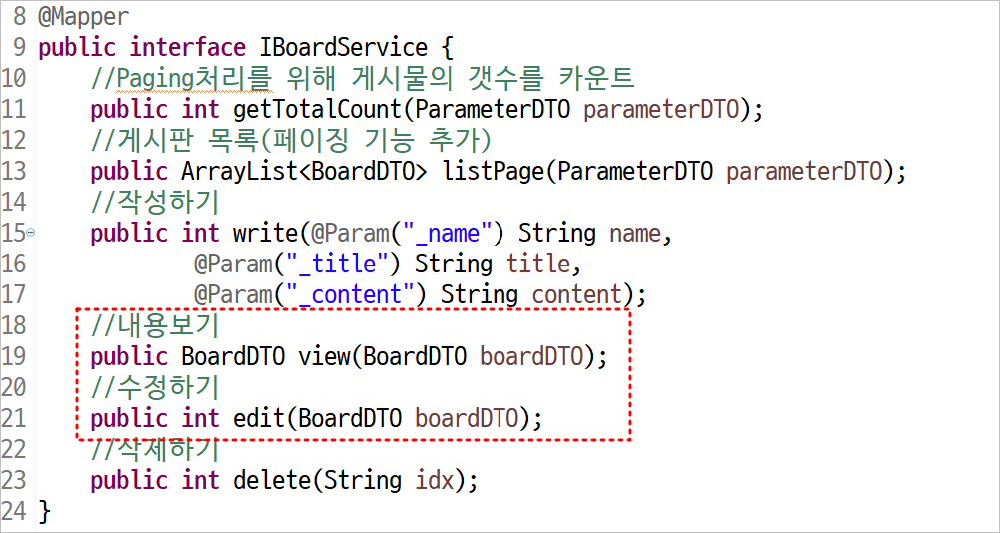 8 @Mapper
9 public interface IBoardService {
10 //Paging처리를 위해 게시물의 갯수를 카운트
11 public int getTotalCount(ParameterDTO parameterDTO);
12 //게시판 목록(페이징 기능 추가)
13 public ArrayList<BoardDTO> listPage(ParameterDTO parameterDTO);
14 //작성하기
15 public int write(@Param("_name") String name,
16 @Param("_title") String title,
17 @Param("_content") String content);
18 //내용보기
19 public BoardDTO view(BoardDTO boardDTO);
20 //수정하기
21 public int edit(BoardDTO boardDTO);
22 //삭제하기
23 public int delete(String idx);
24 }